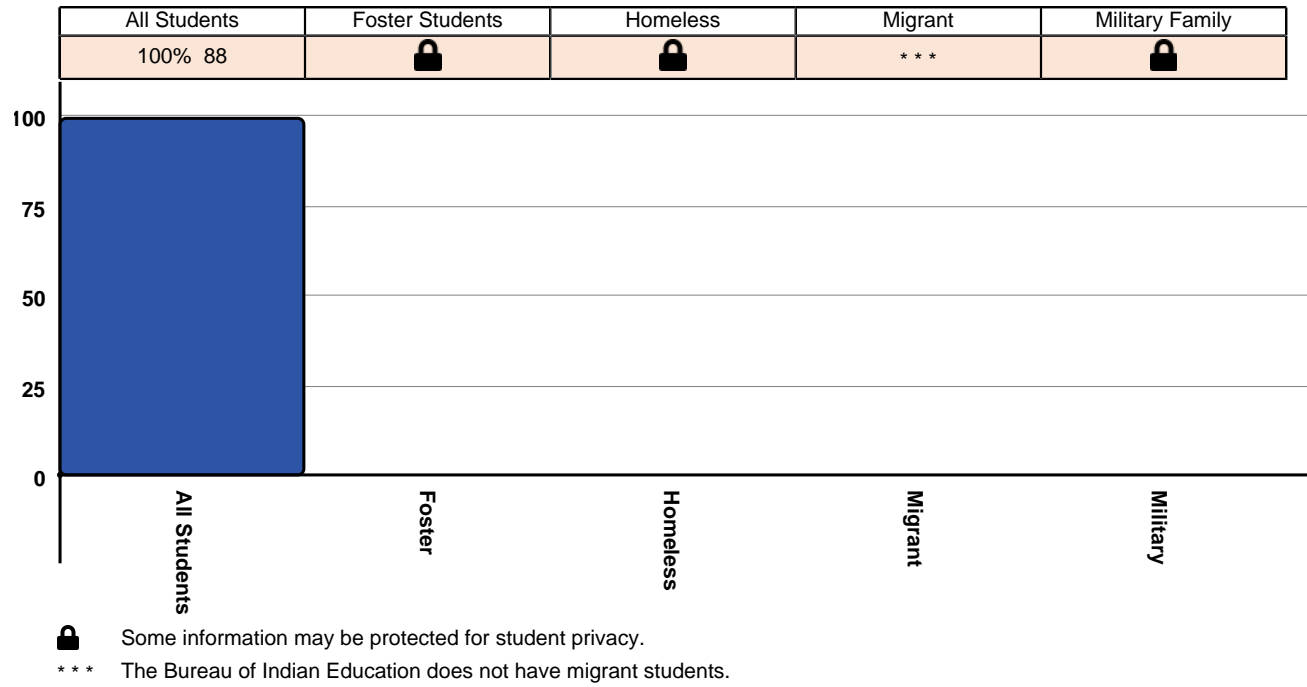 All Students Foster Students Homeless Migrant Military Family
100% 88 * * *
100
75
50
25
0
All Students
Foster
Homeless
Migrant
Military
Some information may be protected for student privacy.
* * * The Bureau of Indian Education does not have migrant students.